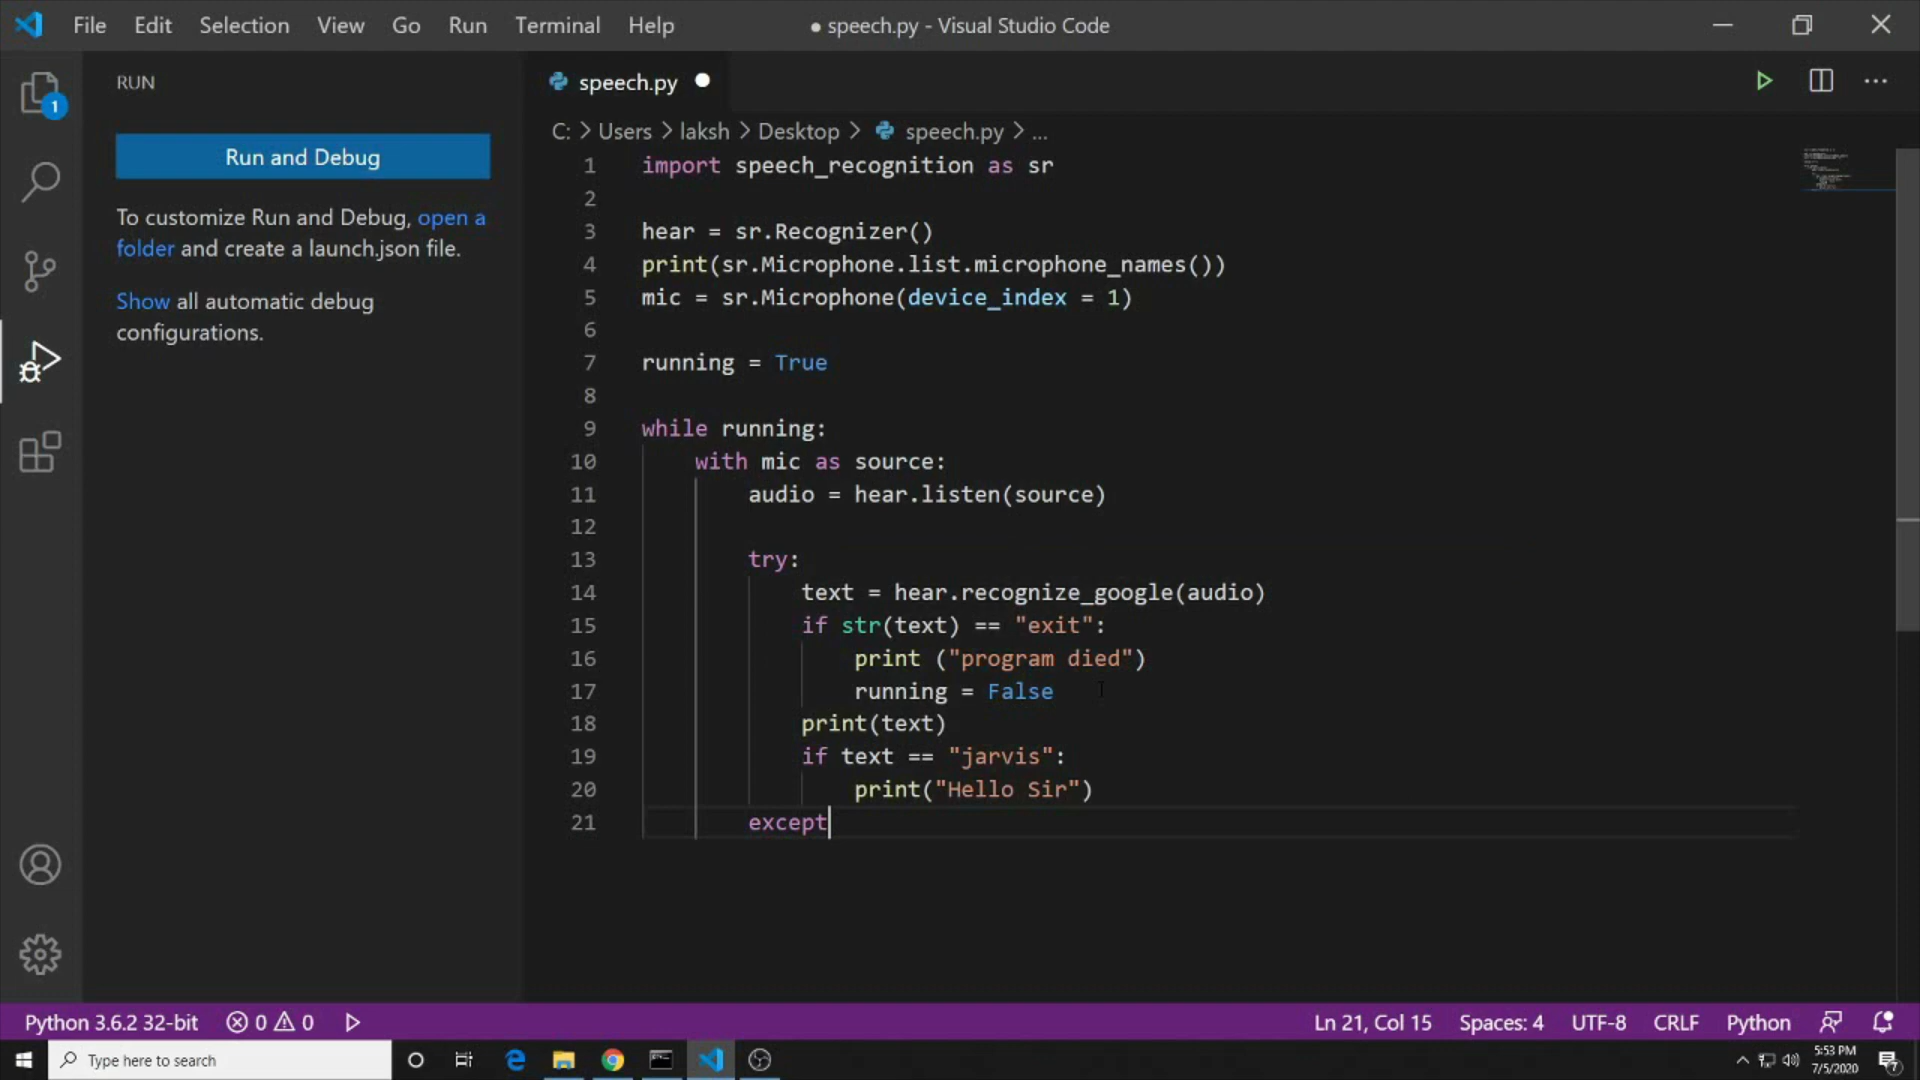 File Edit Selection View Go Run Terminal Help
● speech.py - Visual Studio Code
RUN
Run and Debug
To customize Run and Debug, open a
folder and create a launch.json file.
Show all automatic debug
configurations.
1
speech.py ●
C: > Users > laksh > Desktop > speech.py > ...
1 import speech_recognition as sr
2
3 hear = sr.Recognizer()
4 print(sr.Microphone.list.microphone_names())
5 mic = sr.Microphone(device_index = 1)
6
7 running = True
8
9 while running:
10 with mic as source:
11 audio = hear.listen(source)
12
13 try:
14 text = hear.recognize_google(audio)
15 if str(text) == "exit":
16 print ("program died")
17 running = False
18 print(text)
19 if text == "jarvis":
20 print("Hello Sir")
21 except
Python 3.6.2 32-bit 0 0 Ln 21, Col 15 Spaces: 4 UTF-8 CRLF Python
Type here to search
5:53 PM
7/5/2020
7